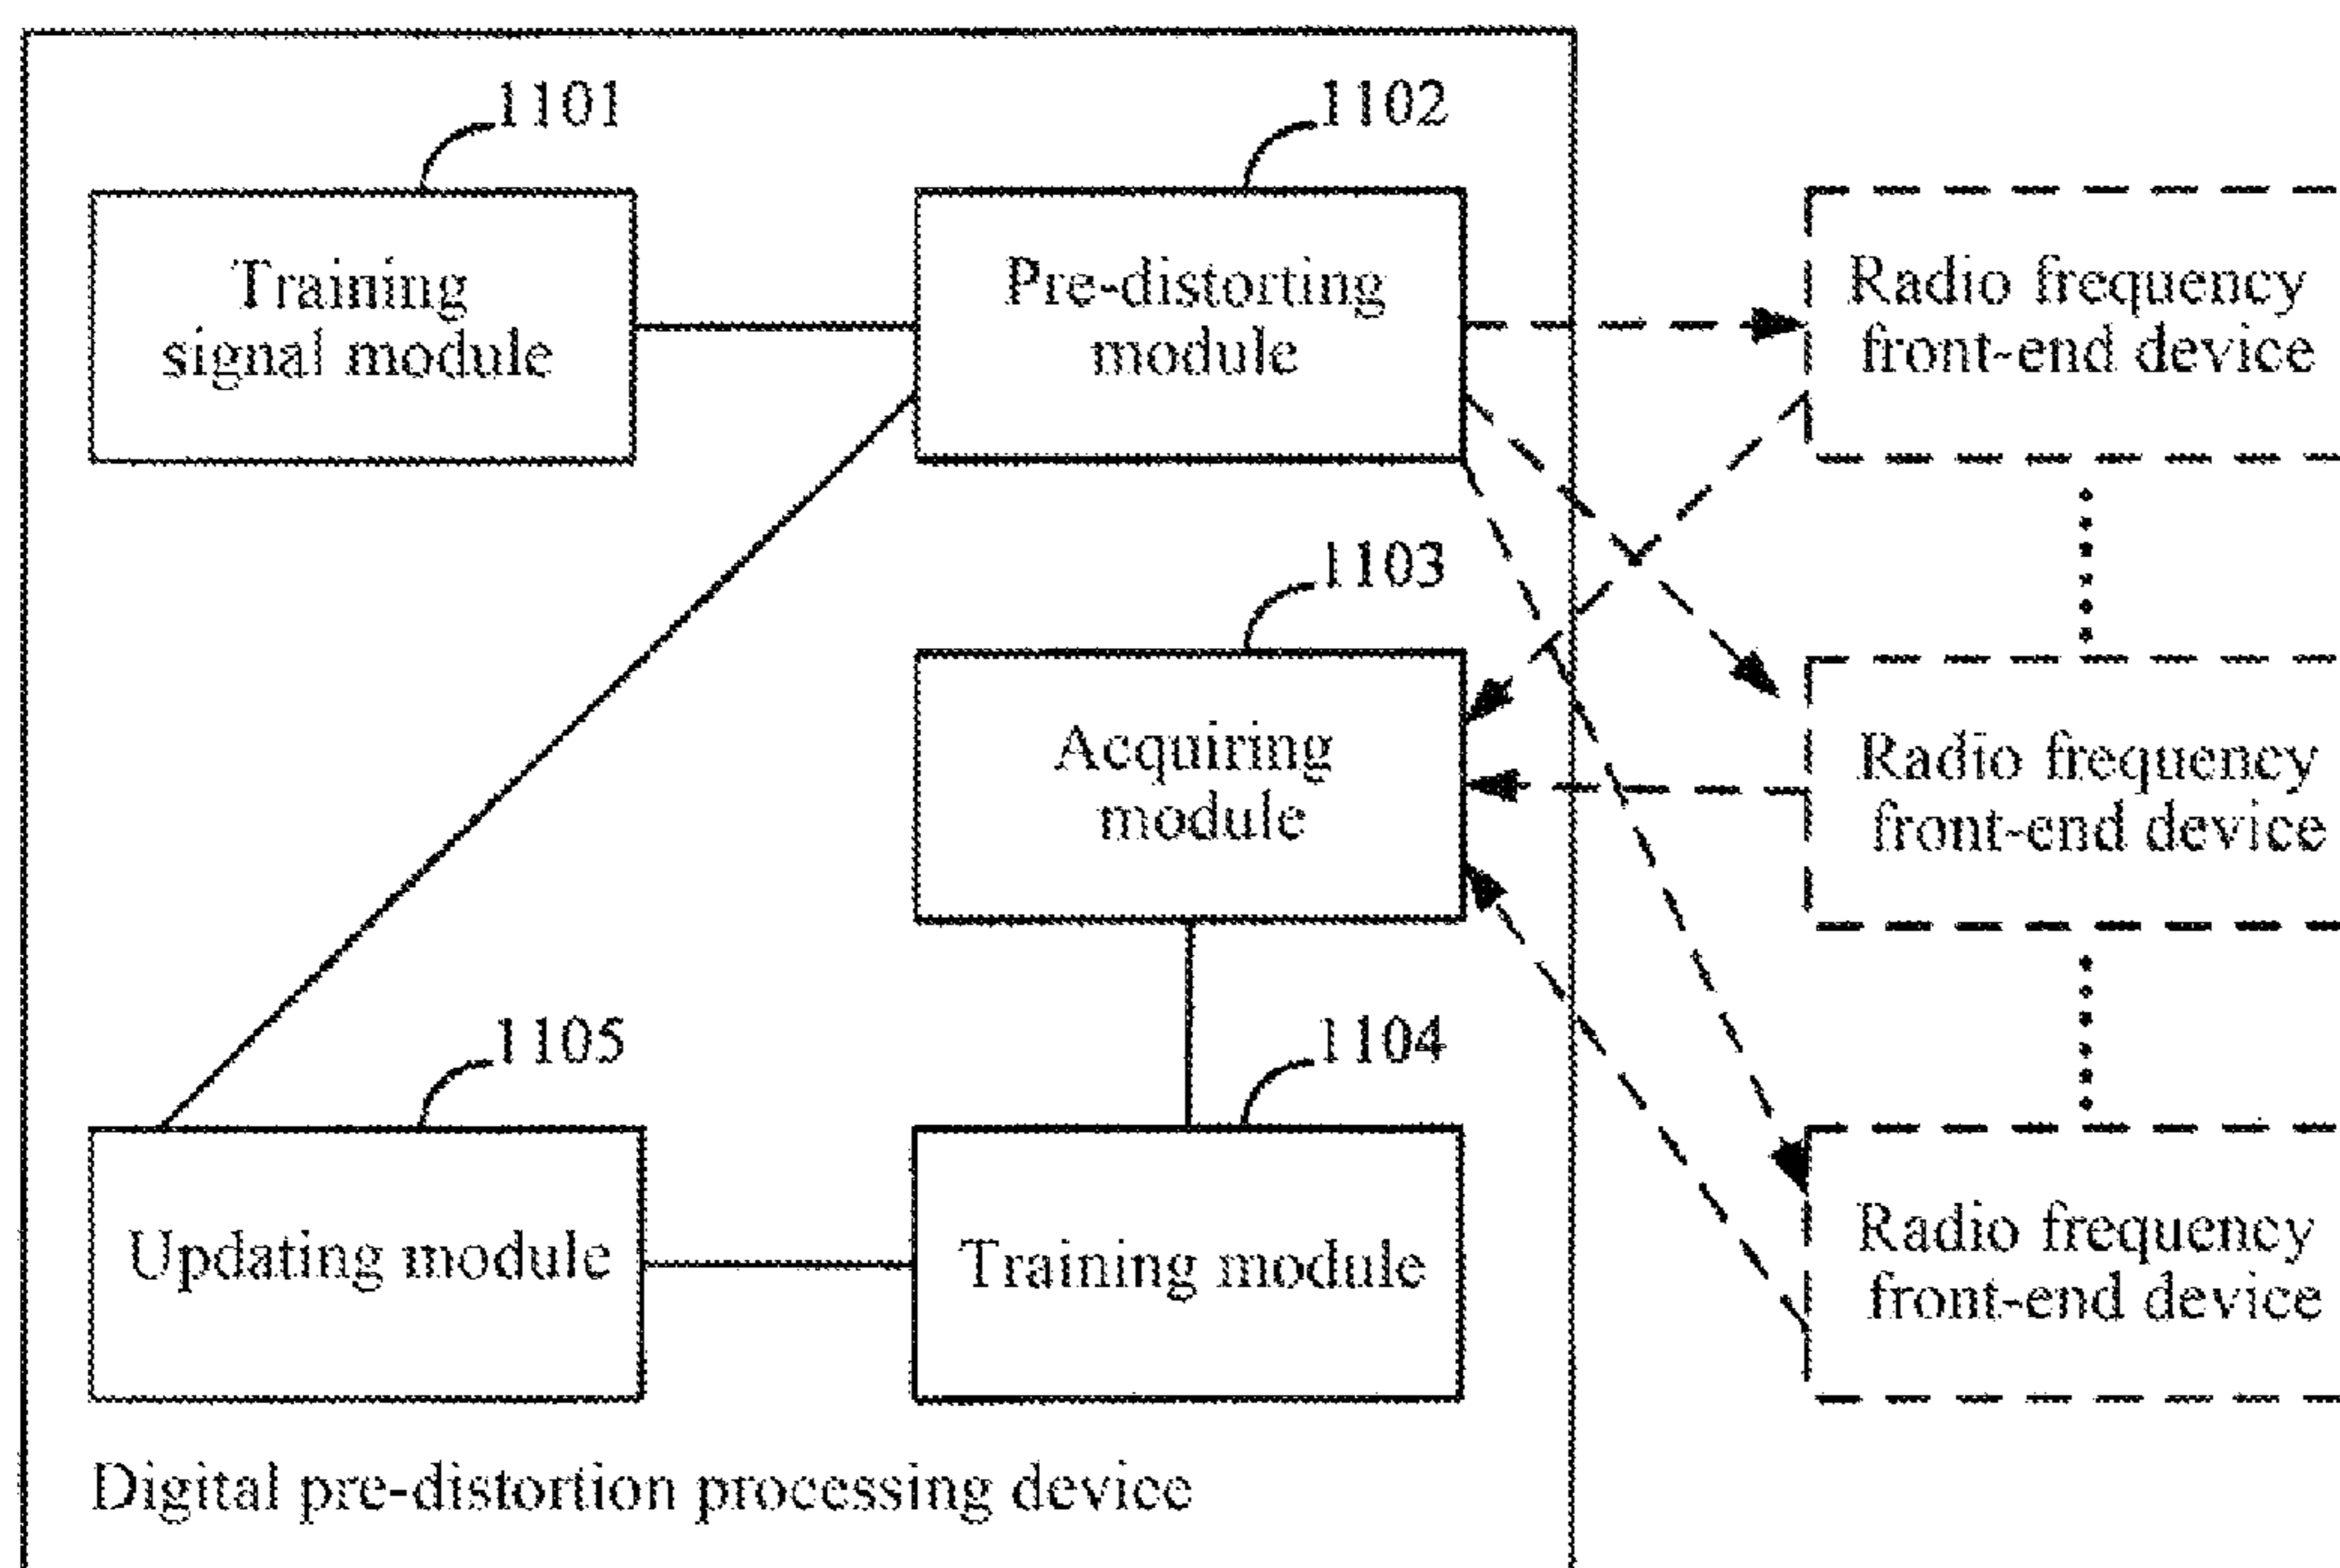 1101
1102
Training
signal module
Pre-distorting
module
Radio frequency
front-end device
1103
Acquiring
module
Radio frequency
front-end device
1105
1104
Updating module
Training module
Radio frequency
front-end device
Digital pre-distortion processing device